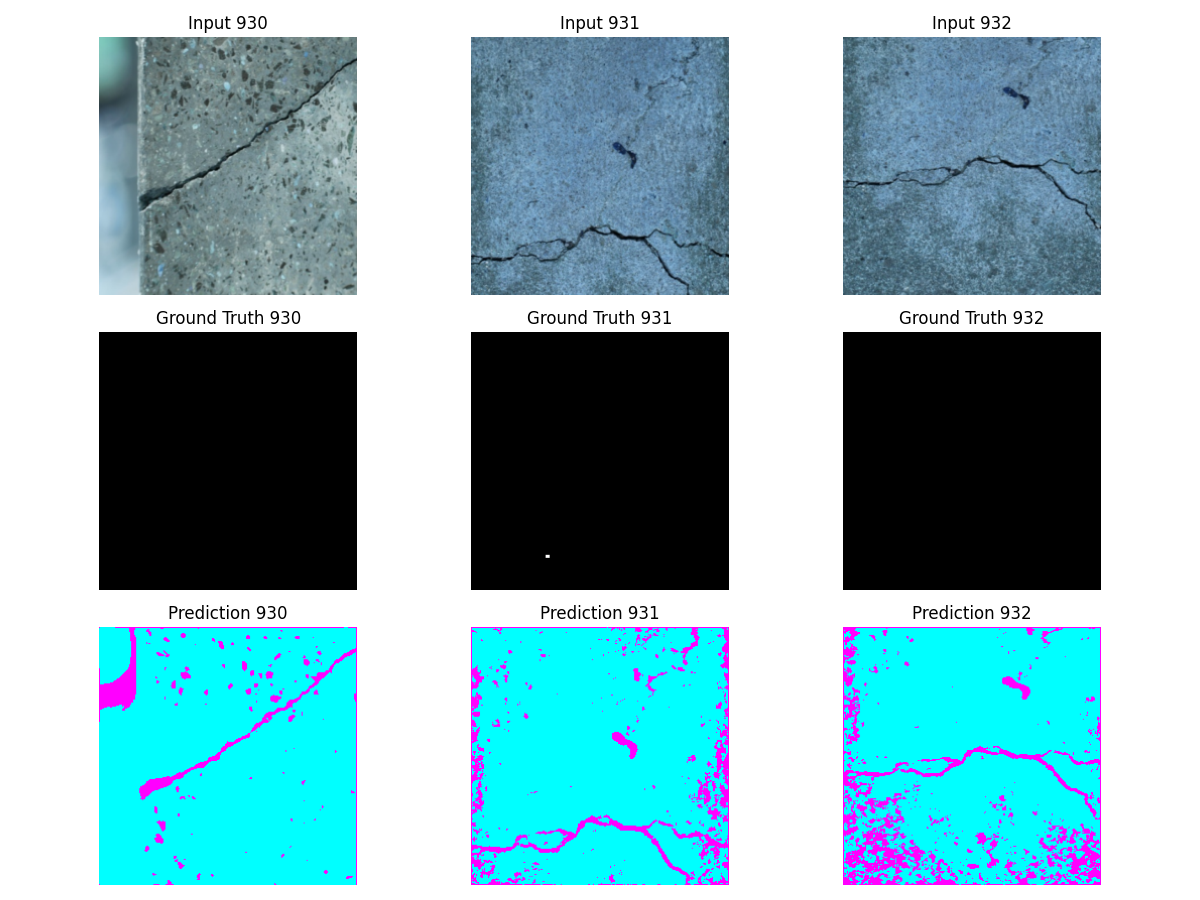 Input 930
Input 931
Input 932
Ground Truth 930
Ground Truth 931
Ground Truth 932
Prediction 930
Prediction 931
Prediction 932